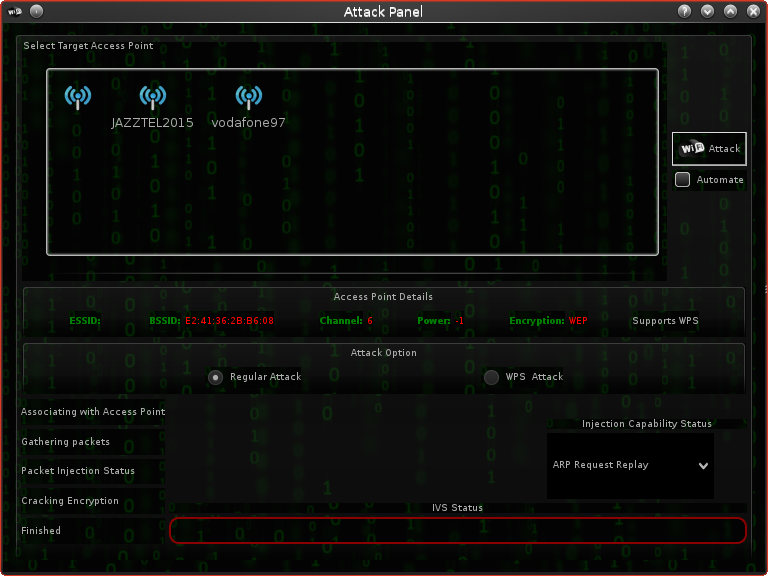 Attack Panel
Select Target Access Point
JAZZTEL2015 vodafone97
WiFi Attack
Automate
Access Point Details
ESSID: BSSID: E2:41:36:2B:B6:08 Channel: 6 Power: -1 Encryption: WEP Supports WPS
Attack Option
Regular Attack WPS Attack
Associating with Access Point
Injection Capability Status
Gathering packets
ARP Request Replay
Packet Injection Status
Cracking Encryption
IVS Status
Finished